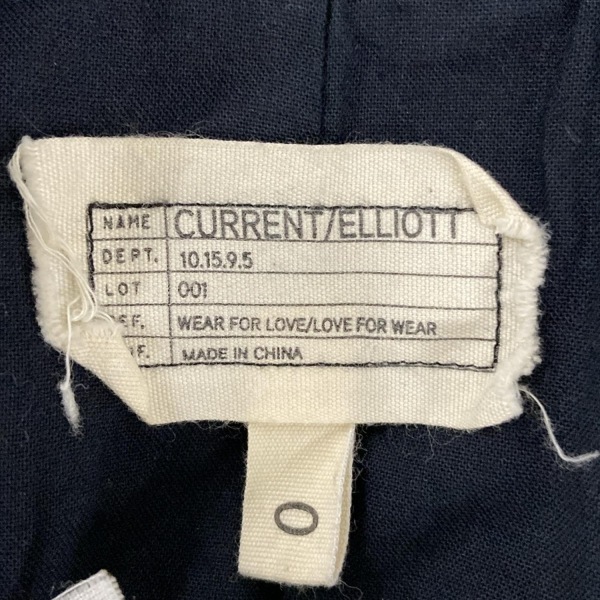 NAME CURRENT/ELLIOTT
DEPT. 10.15.9.5
LOT 001
EF. WEAR FOR LOVE/LOVE FOR WEAR
F. MADE IN CHINA
0